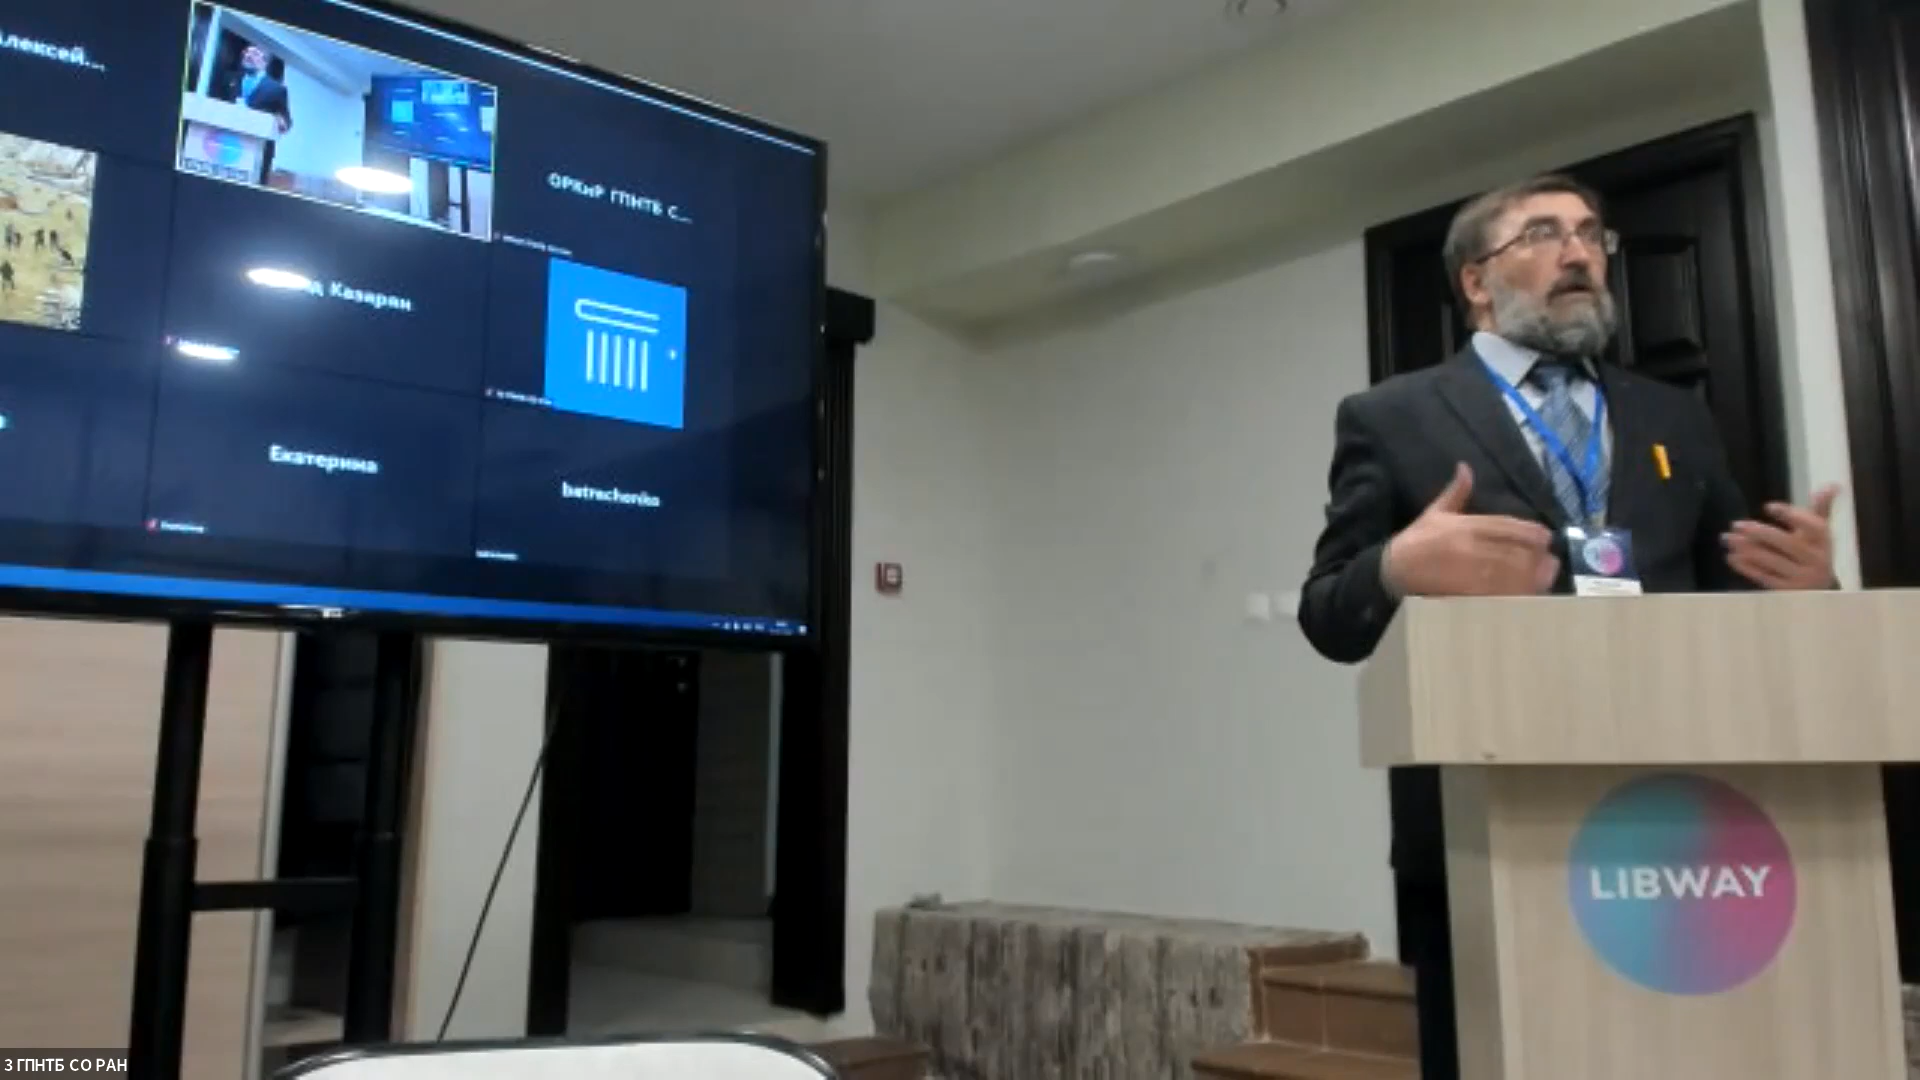 Алексей...
ОРКиР ГПНТБ С...
Казарян
Екатерина
batrachenko
LIBWAY
3 ГПНТБ СО РАН